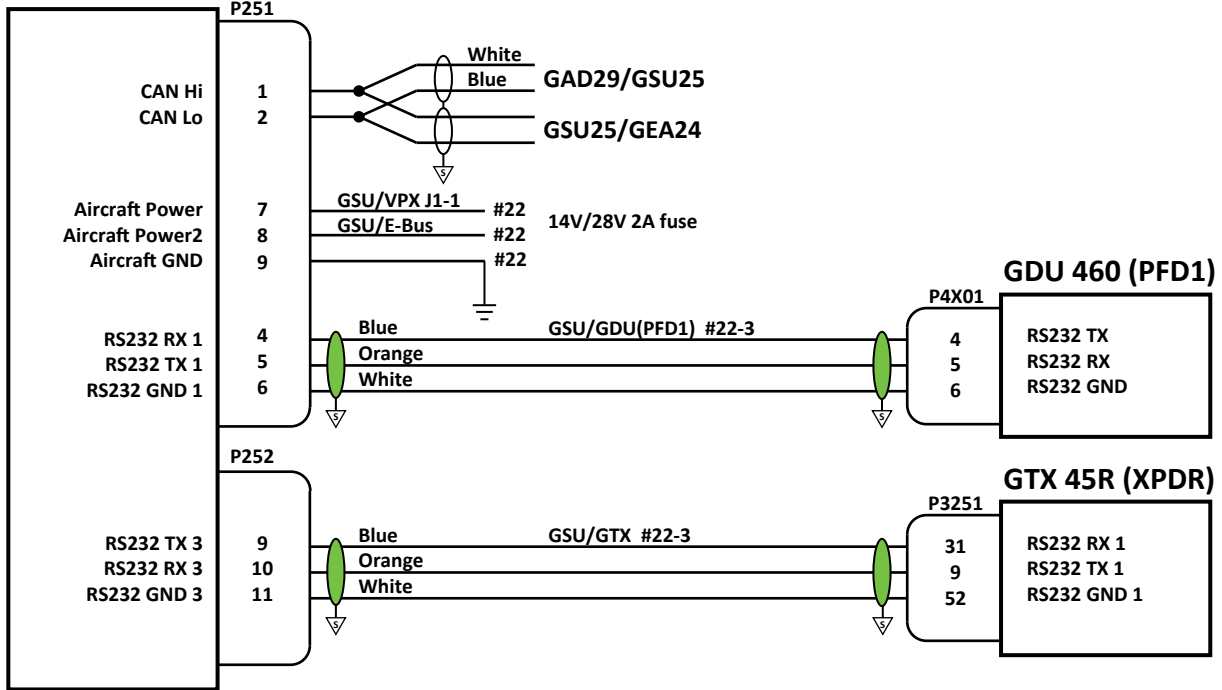 P251
White
CAN Hi 1 Blue GAD29/GSU25
CAN Lo 2
GSU25/GEA24
S
Aircraft Power 7 GSU/VPX J1-1 #22
Aircraft Power2 8 GSU/E-Bus #22 14V/28V 2A fuse
Aircraft GND 9 #22
GDU 460 (PFD1)
P4X01
RS232 RX 1 4 Blue GSU/GDU(PFD1) #22-3 4 RS232 TX
RS232 TX 1 5 Orange 5 RS232 RX
RS232 GND 1 6 White 6 RS232 GND
S S
P252
GTX 45R (XPDR)
P3251
RS232 TX 3 9 Blue GSU/GTX #22-3 31 RS232 RX 1
RS232 RX 3 10 Orange 9 RS232 TX 1
RS232 GND 3 11 White 52 RS232 GND 1
S S